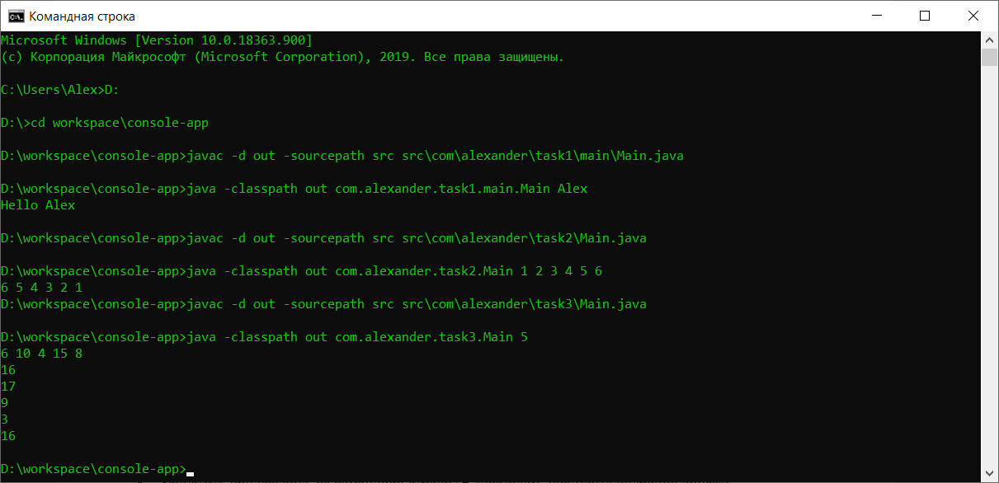 Командная строка
Microsoft Windows [Version 10.0.18363.900]
(c) Корпорация Майкрософт (Microsoft Corporation), 2019. Все права защищены.
C:\Users\Alex>D:
D:\>cd workspace\console-app
D:\workspace\console-app>javac -d out -sourcepath src src\com\alexander\task1\main\Main.java
D:\workspace\console-app>java -classpath out com.alexander.task1.main.Main Alex
Hello Alex
D:\workspace\console-app>javac -d out -sourcepath src src\com\alexander\task2\Main.java
D:\workspace\console-app>java -classpath out com.alexander.task2.Main 1 2 3 4 5 6
6 5 4 3 2 1
D:\workspace\console-app>javac -d out -sourcepath src src\com\alexander\task3\Main.java
D:\workspace\console-app>java -classpath out com.alexander.task3.Main 5
6 10 4 15 8
16
17
9
3
16
D:\workspace\console-app>